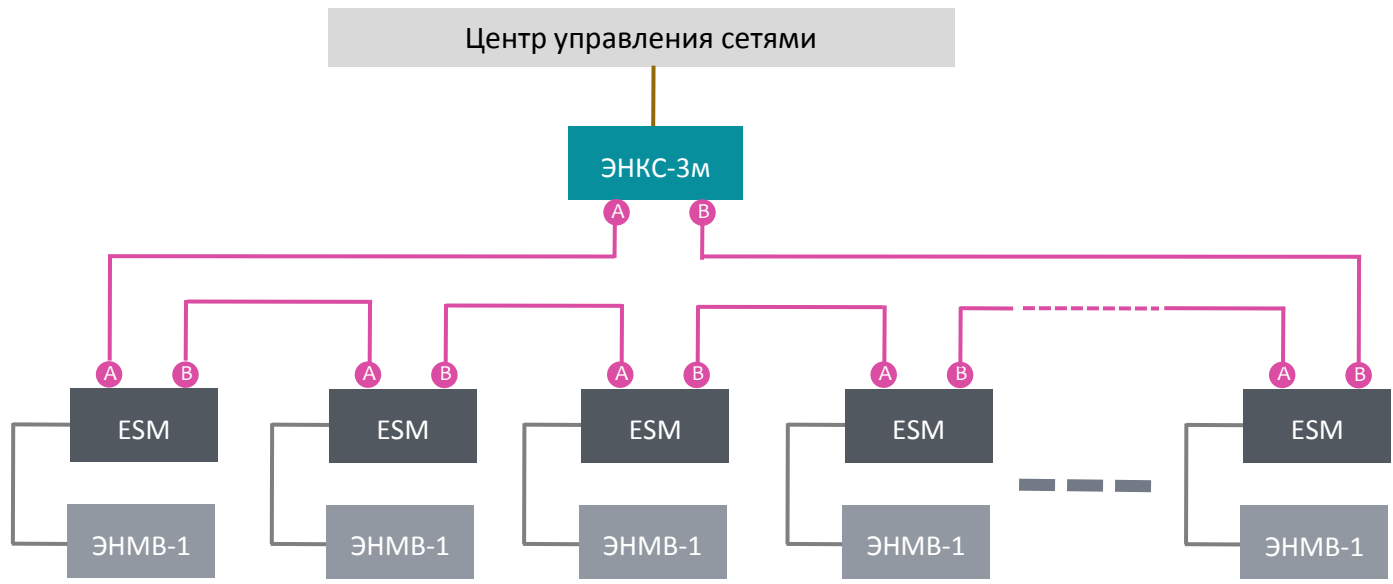 Центр управления сетями
ЭНКС-3м
A B
A B A B A B A B A B
ESM ESM ESM ESM ESM
ЭНМВ-1 ЭНМВ-1 ЭНМВ-1 ЭНМВ-1 ЭНМВ-1